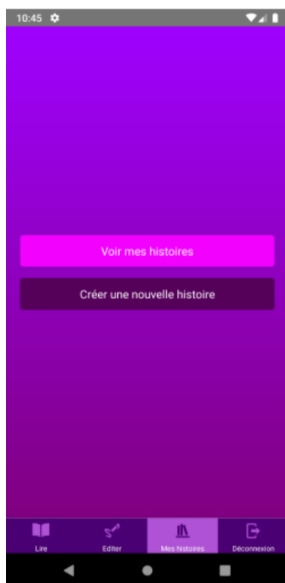 10:45
Voir mes histoires
Créer une nouvelle histoire
Lire Editer Mes histoires Déconnexion